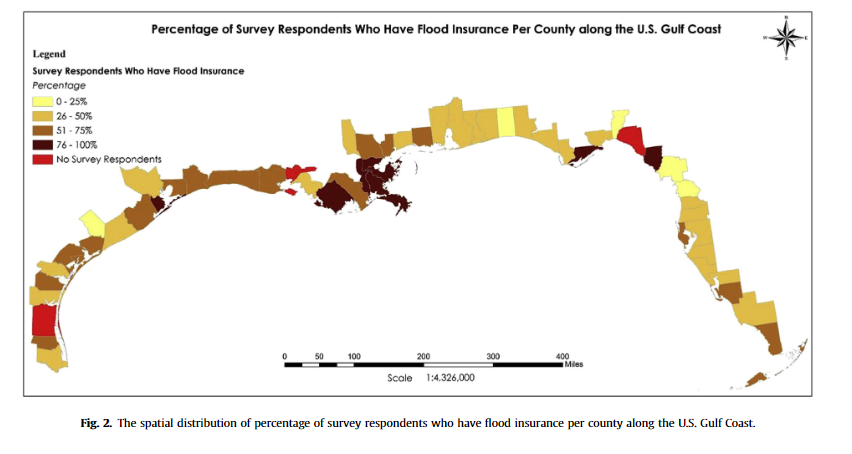 Percentage of Survey Respondents Who Have Flood Insurance Per County along the U.S. Gulf Coast
N
W
E
S
Legend
Survey Respondents Who Have Flood Insurance
Percentage
0 - 25%
26 - 50%
51 - 75%
76 - 100%
No Survey Respondents
0 50 100 200 300 400
Miles
Scale 1:4,326,000
Fig. 2. The spatial distribution of percentage of survey respondents who have flood insurance per county along the U.S. Gulf Coast.